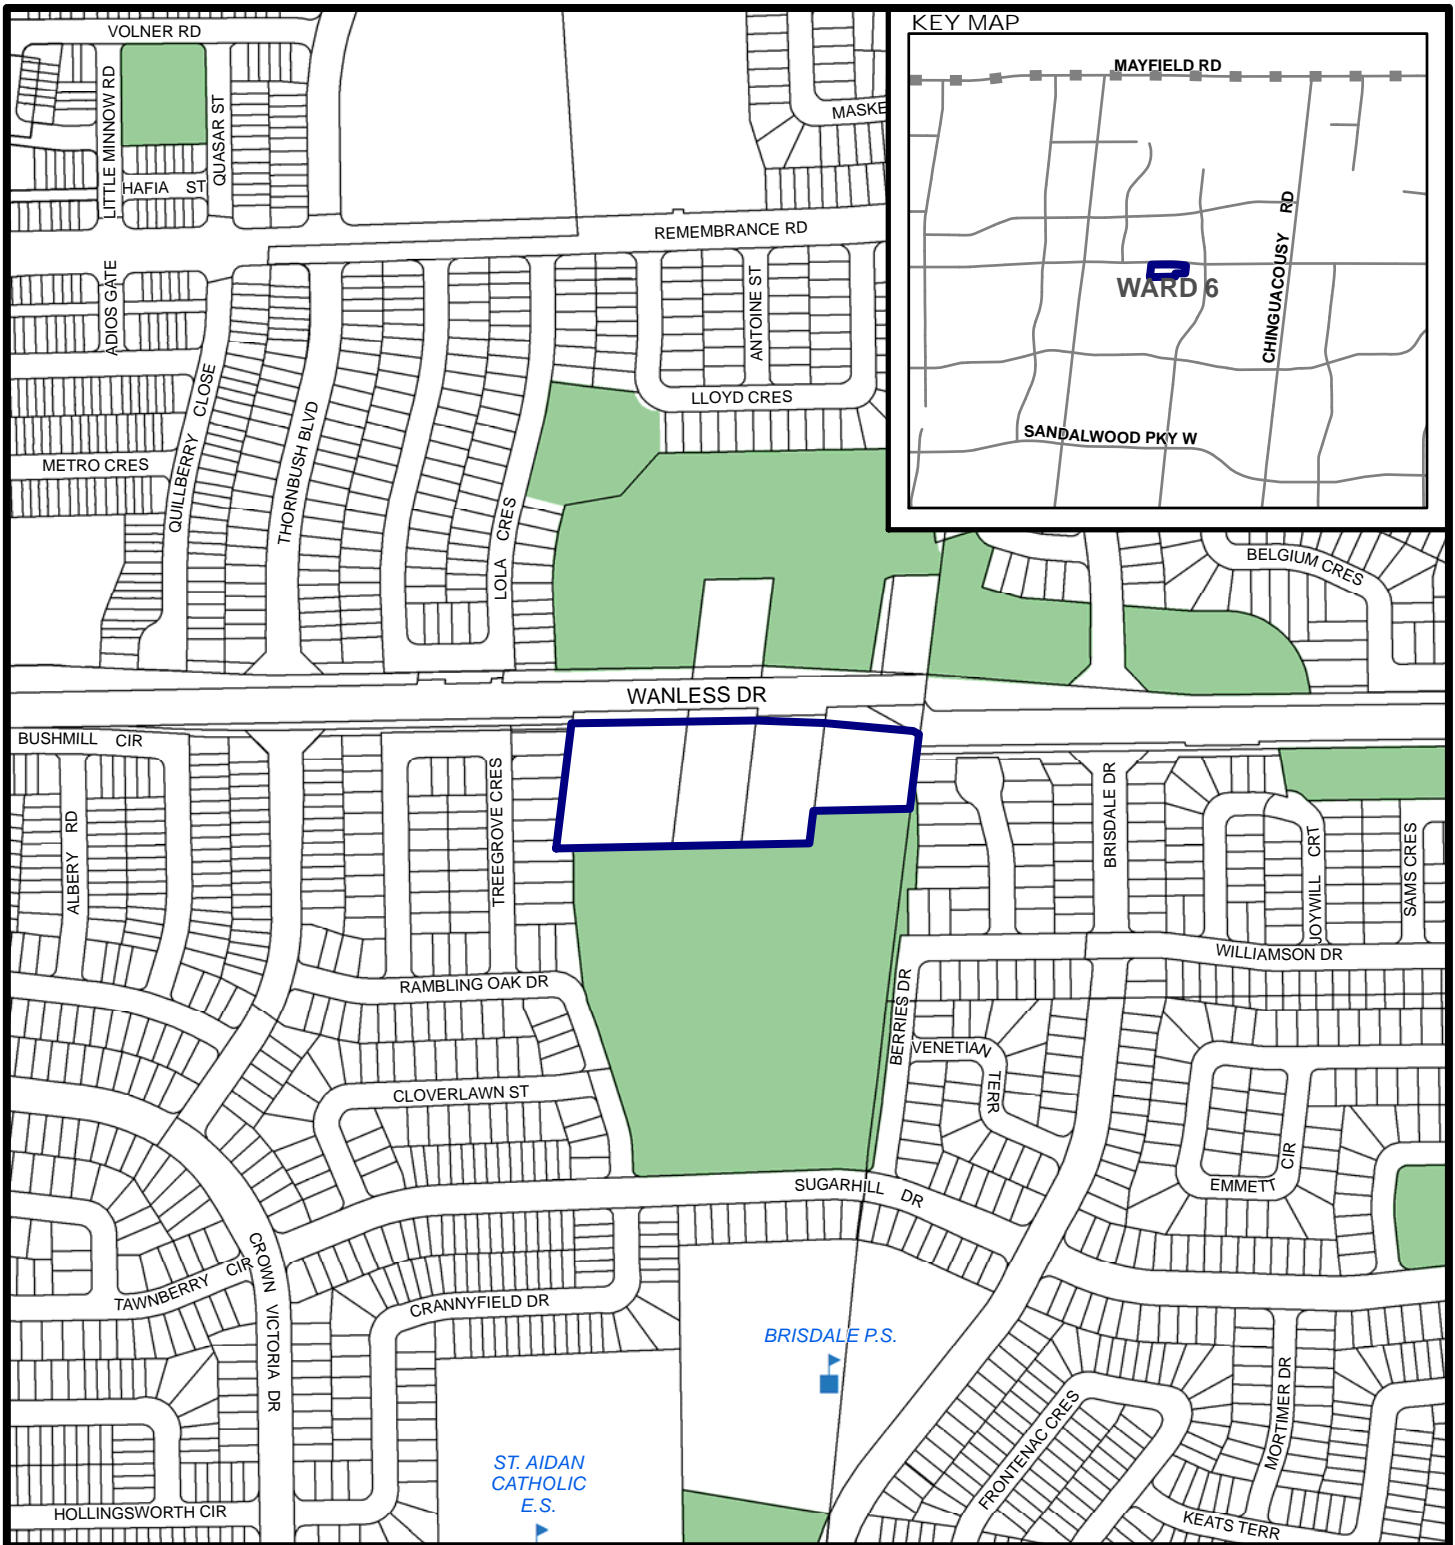 VOLNER RD
KEY MAP
MAYFIELD RD
CHINGUACOUSY RD
WARD 6
SANDALWOOD PKY W
LITTLE MINNOW RD
QUASAR ST
HAFIA ST
MASKE
REMEMBRANCE RD
ADIOS GATE
ANTOINE ST
QUILLBERRY CLOSE
THORNBUSH BLVD
LLOYD CRES
METRO CRES
LOLA CRES
BELGIUM CRES
WANLESS DR
BUSHMILL CIR
ALBERY RD
TREEGROVE CRES
BRISDALE DR
JOYWILL CRT
SAMS CRES
WILLIAMSON DR
RAMBLING OAK DR
BERRIES DR
VENETIAN
TERR
CLOVERLAWN ST
EMMETT CIR
SUGARHILL DR
CROWN VICTORIA DR
TAWNBERRY CIR
CRANNYFIELD DR
BRISDALE P.S.
MORTIMER DR
FRONTENAC CRES
ST. AIDAN
CATHOLIC
E.S.
HOLLINGSWORTH CIR
KEATS TERR